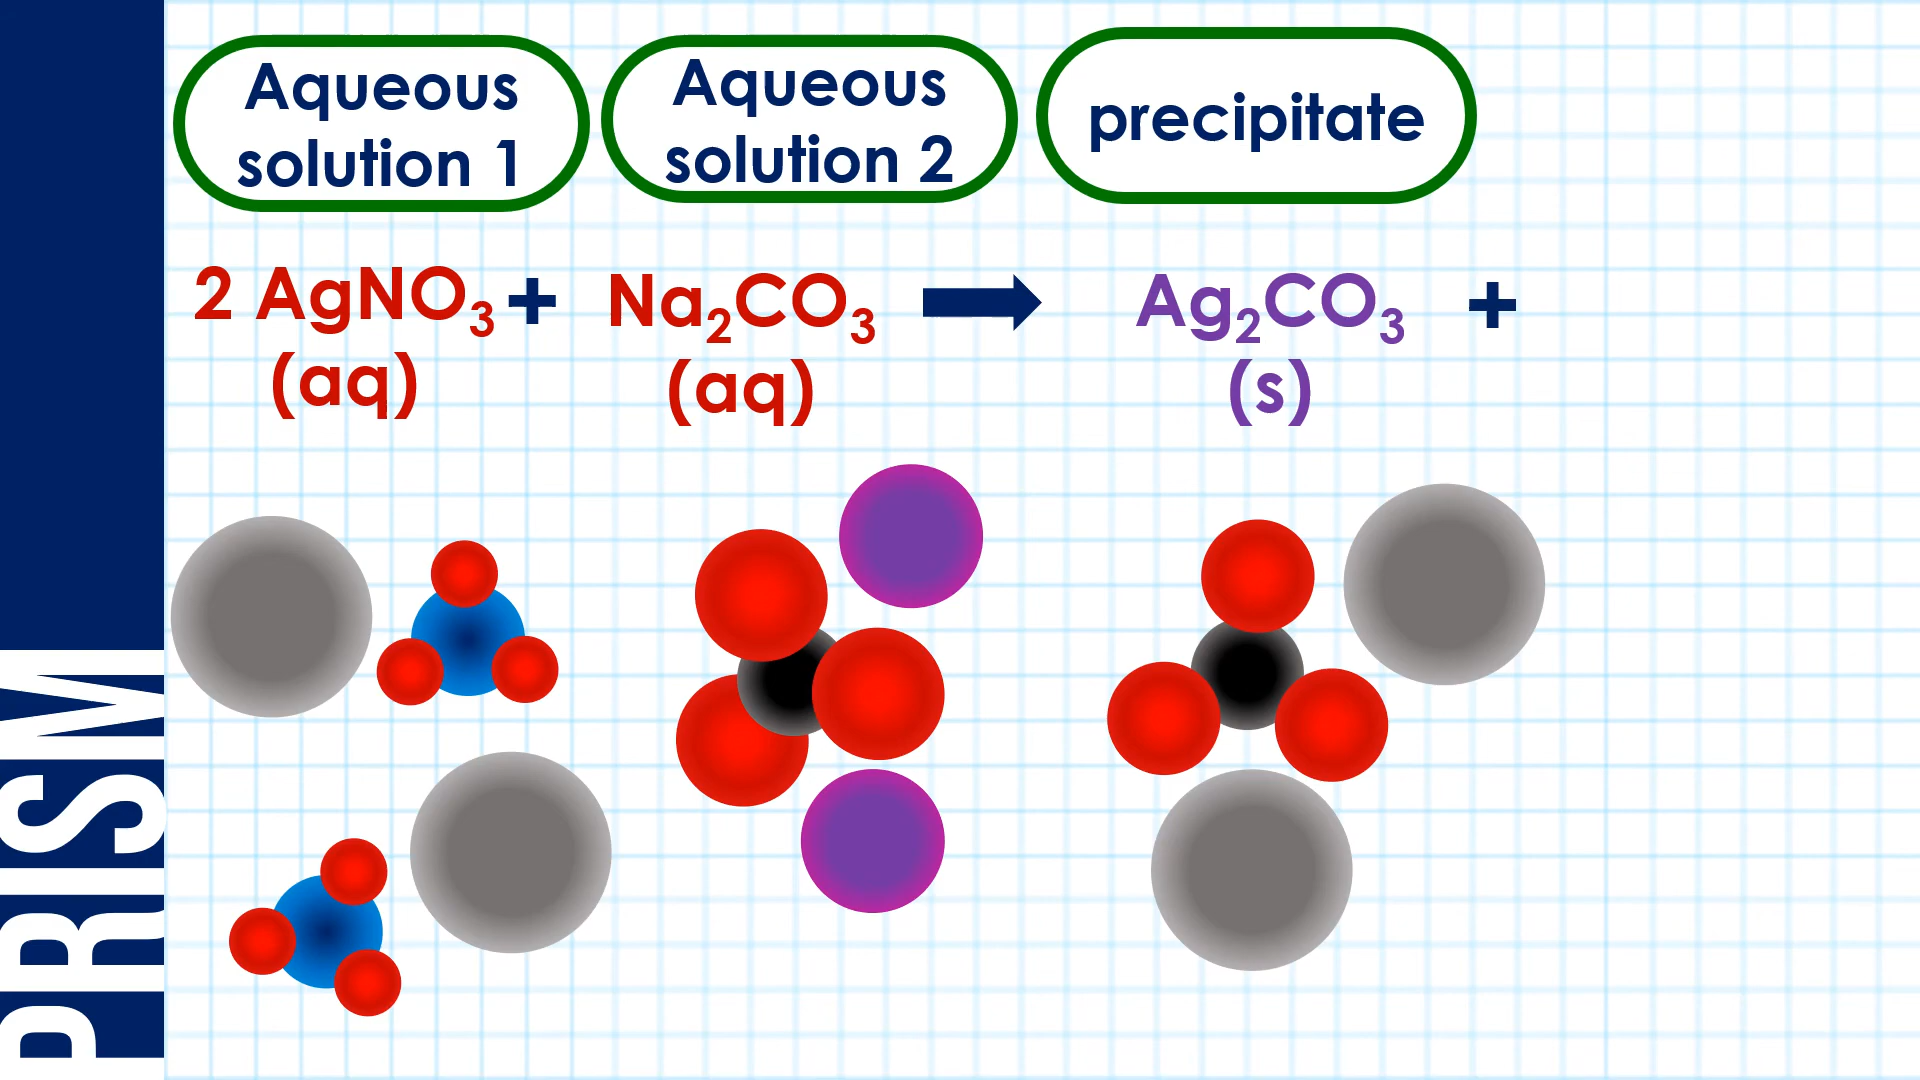 Aqueous
solution 1
Aqueous
solution 2
precipitate
2 AgNO₃ + Na₂CO₃ ➡ Ag₂CO₃ +
(aq) (aq) (s)
PRISM